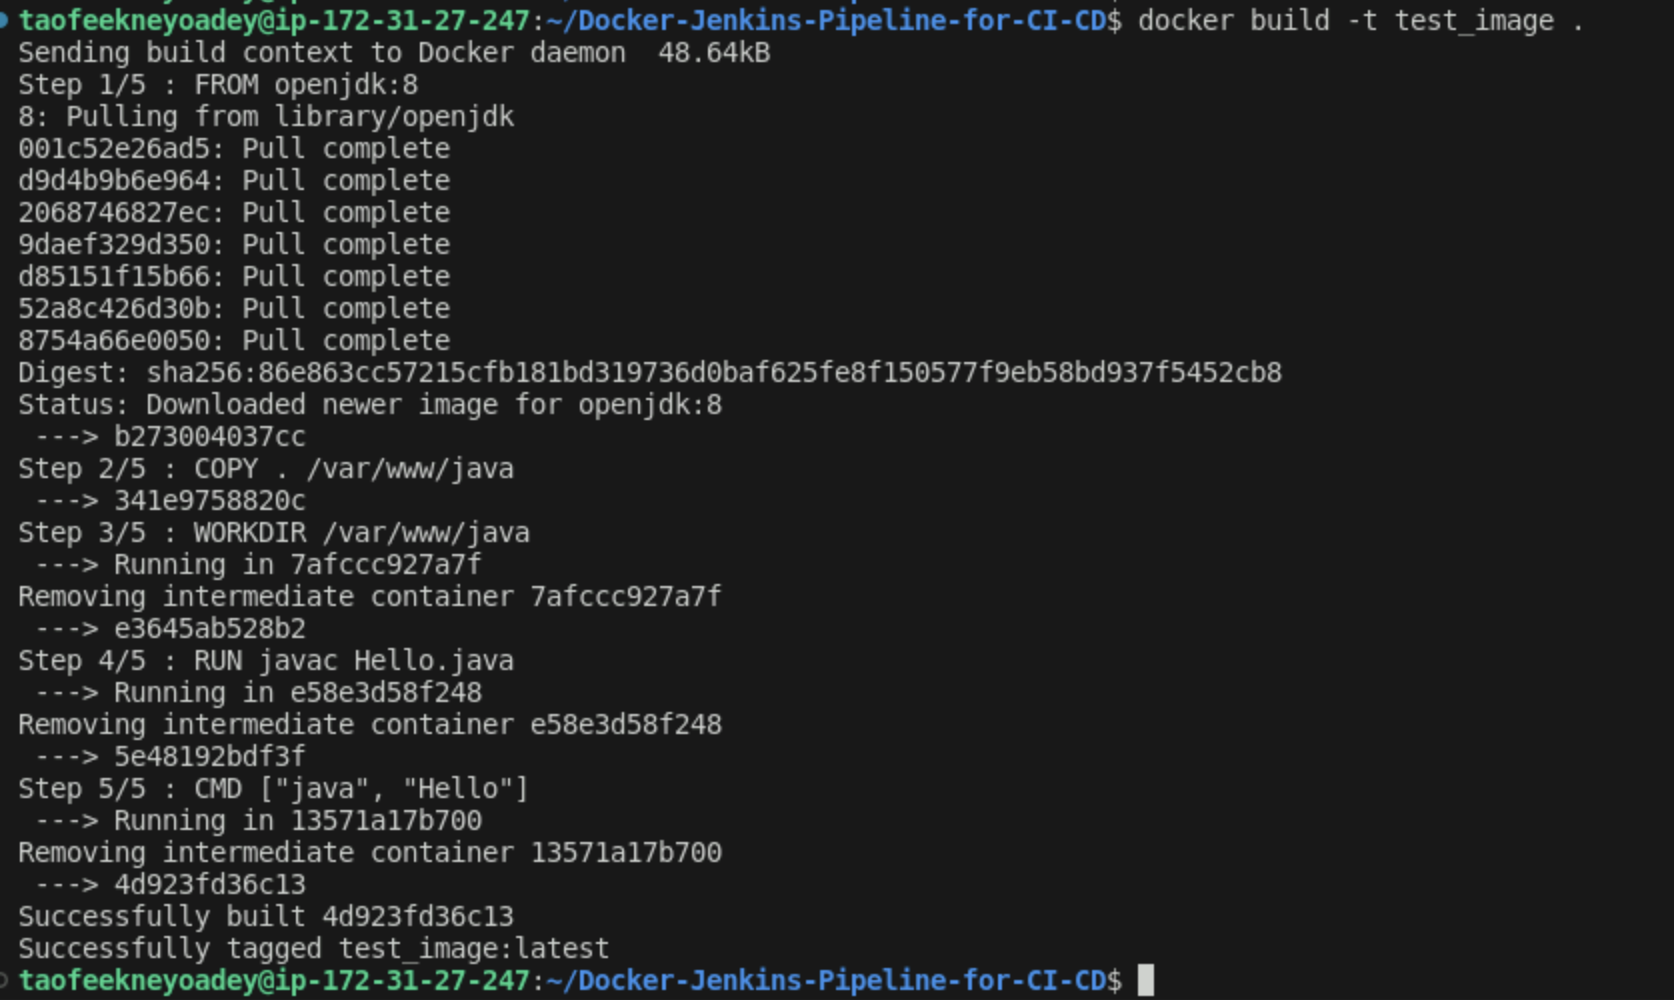 taofeekneyoadey@ip-172-31-27-247:~/Docker-Jenkins-Pipeline-for-CI-CD$ docker build -t test_image .
Sending build context to Docker daemon  48.64kB
Step 1/5 : FROM openjdk:8
8: Pulling from library/openjdk
001c52e26ad5: Pull complete
d9d4b9b6e964: Pull complete
2068746827ec: Pull complete
9daef329d350: Pull complete
d85151f15b66: Pull complete
52a8c426d30b: Pull complete
8754a66e0050: Pull complete
Digest: sha256:86e863cc57215cfb181bd319736d0baf625fe8f150577f9eb58bd937f5452cb8
Status: Downloaded newer image for openjdk:8
 ---> b273004037cc
Step 2/5 : COPY . /var/www/java
 ---> 341e9758820c
Step 3/5 : WORKDIR /var/www/java
 ---> Running in 7afccc927a7f
Removing intermediate container 7afccc927a7f
 ---> e3645ab528b2
Step 4/5 : RUN javac Hello.java
 ---> Running in e58e3d58f248
Removing intermediate container e58e3d58f248
 ---> 5e48192bdf3f
Step 5/5 : CMD ["java", "Hello"]
 ---> Running in 13571a17b700
Removing intermediate container 13571a17b700
 ---> 4d923fd36c13
Successfully built 4d923fd36c13
Successfully tagged test_image:latest
taofeekneyoadey@ip-172-31-27-247:~/Docker-Jenkins-Pipeline-for-CI-CD$